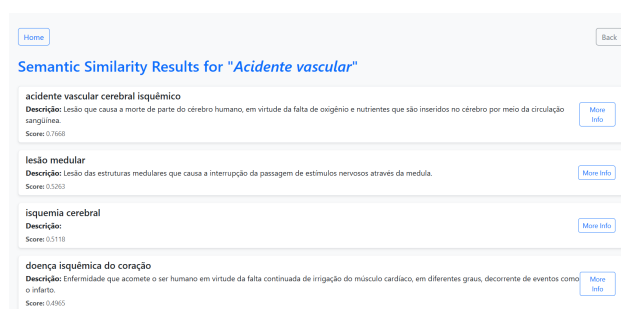 Home
Back
Semantic Similarity Results for "Acidente vascular"
acidente vascular cerebral isquêmico
Descrição: Lesão que causa a morte de parte do cérebro humano, em virtude da falta de oxigênio e nutrientes que são inseridos no cérebro por meio da circulação
sangüínea.
Score: 0.7668
More
Info
lesão medular
Descrição: Lesão das estruturas medulares que causa a interrupção da passagem de estímulos nervosos através da medula.
Score: 0.5263
More Info
isquemia cerebral
Descrição:
Score: 0.5118
More Info
doença isquêmica do coração
Descrição: Enfermidade que acomete o ser humano em virtude da falta continuada de irrigação do músculo cardíaco, em diferentes graus, decorrente de eventos como
o infarto.
Score: 0.4965
More
Info